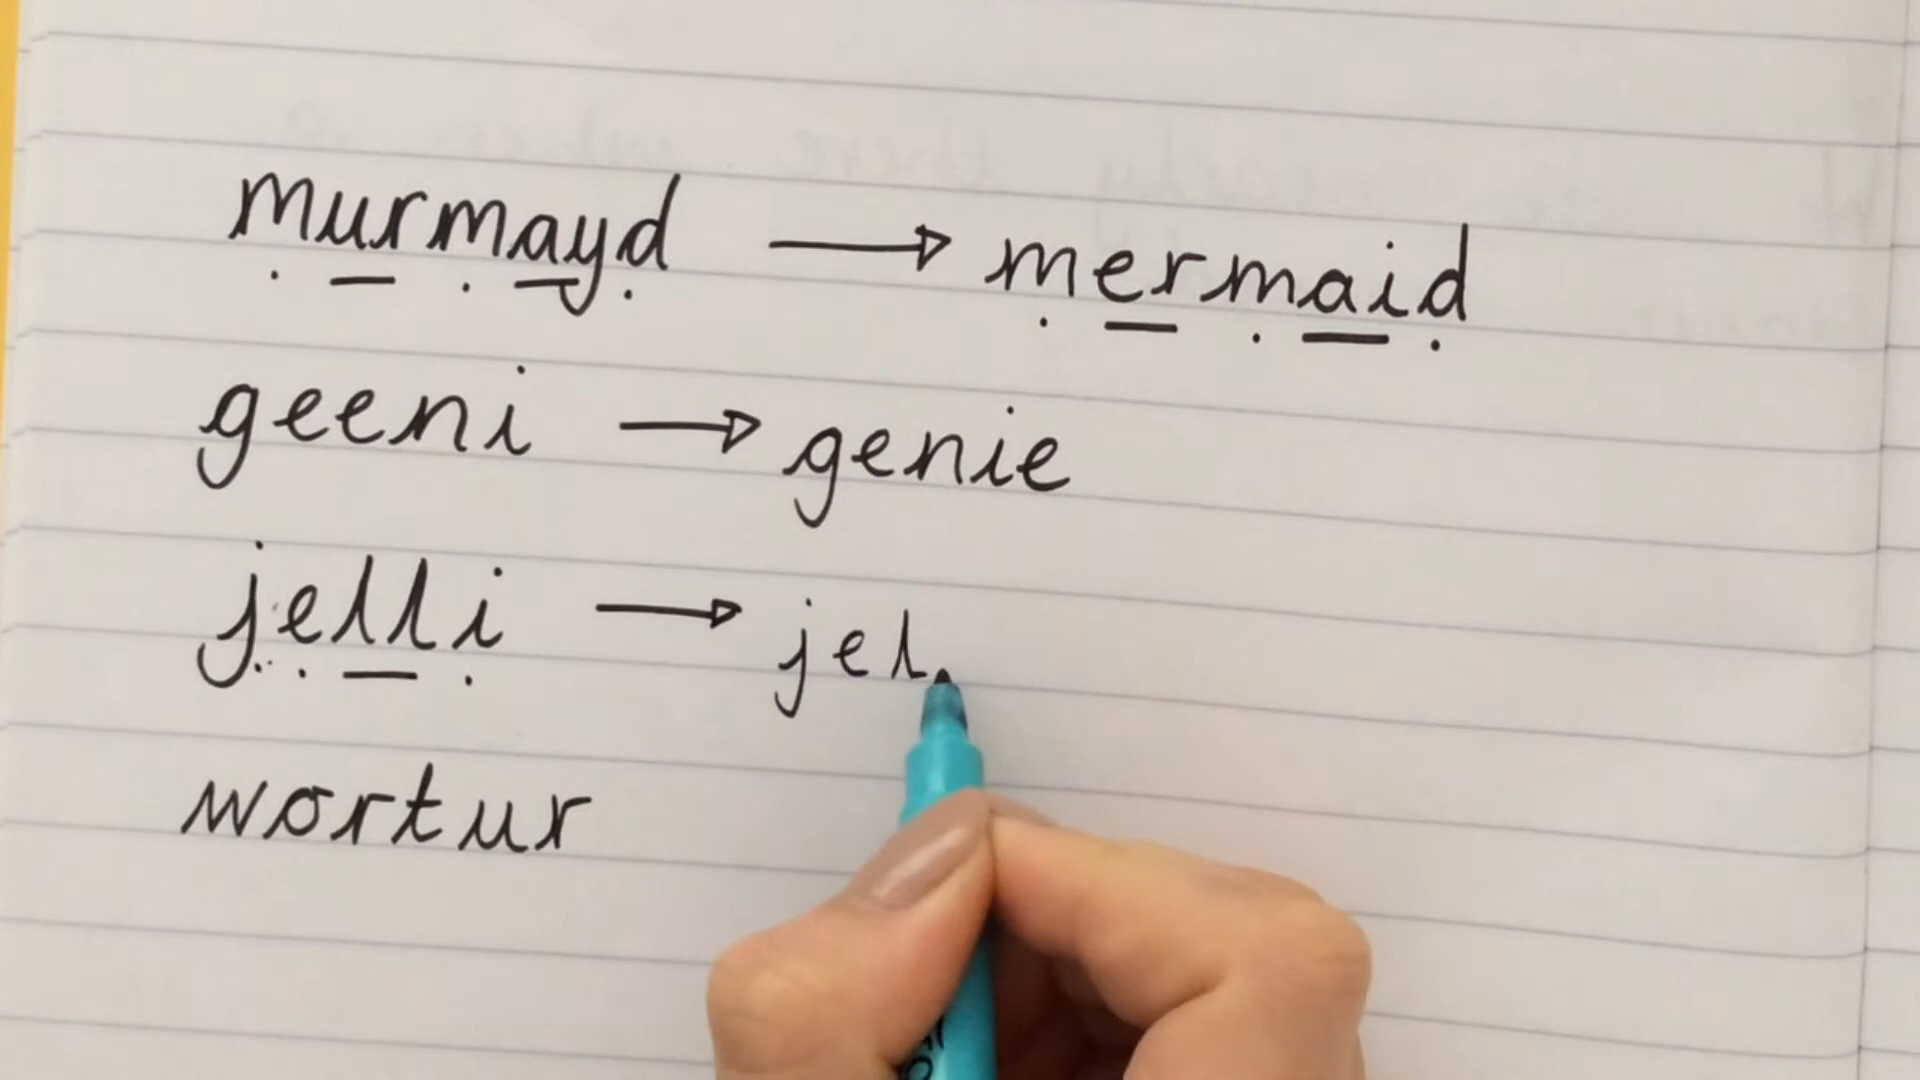 murmayd → mermaid
geeni → genie
jelli → jel
wortur